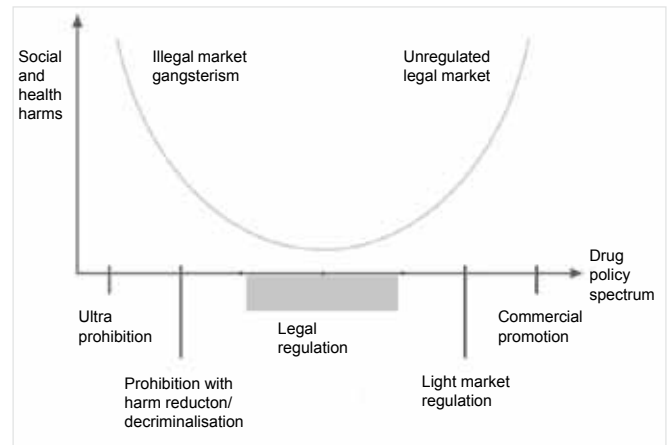 Social
and
health
harms
Illegal market
gangsterism
Unregulated
legal market
Drug
policy
spectrum
Ultra
prohibition
Legal
regulation
Commercial
promotion
Prohibition with
harm reducton/
decriminalisation
Light market
regulation